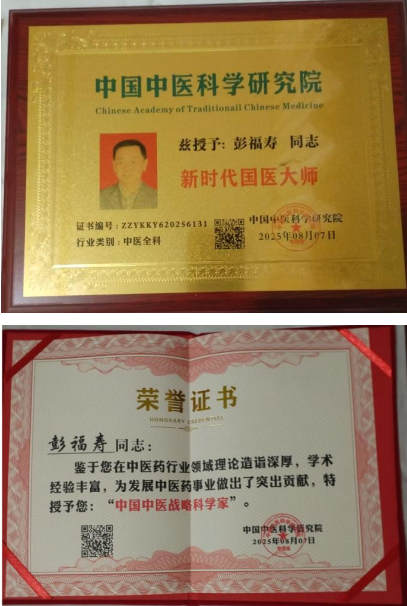 中国中医科学研究院
Chinese Academy of Traditionall Chinese Medicine
兹授予: 彭福寿 同志
新时代国医大师
证书编号：ZZYKKY620256131
行业类别：中医全科
中国中医科学研究院
2025年08月07日
荣誉证书
HONORARY CREDENTIAL
彭福寿 同志：
鉴于您在中医药行业领域理论造诣深厚，学术
经验丰富，为发展中医药事业做出了突出贡献，特
授予您：“中国中医战略科学家”。
中国中医科学研究院
2025年08月07日